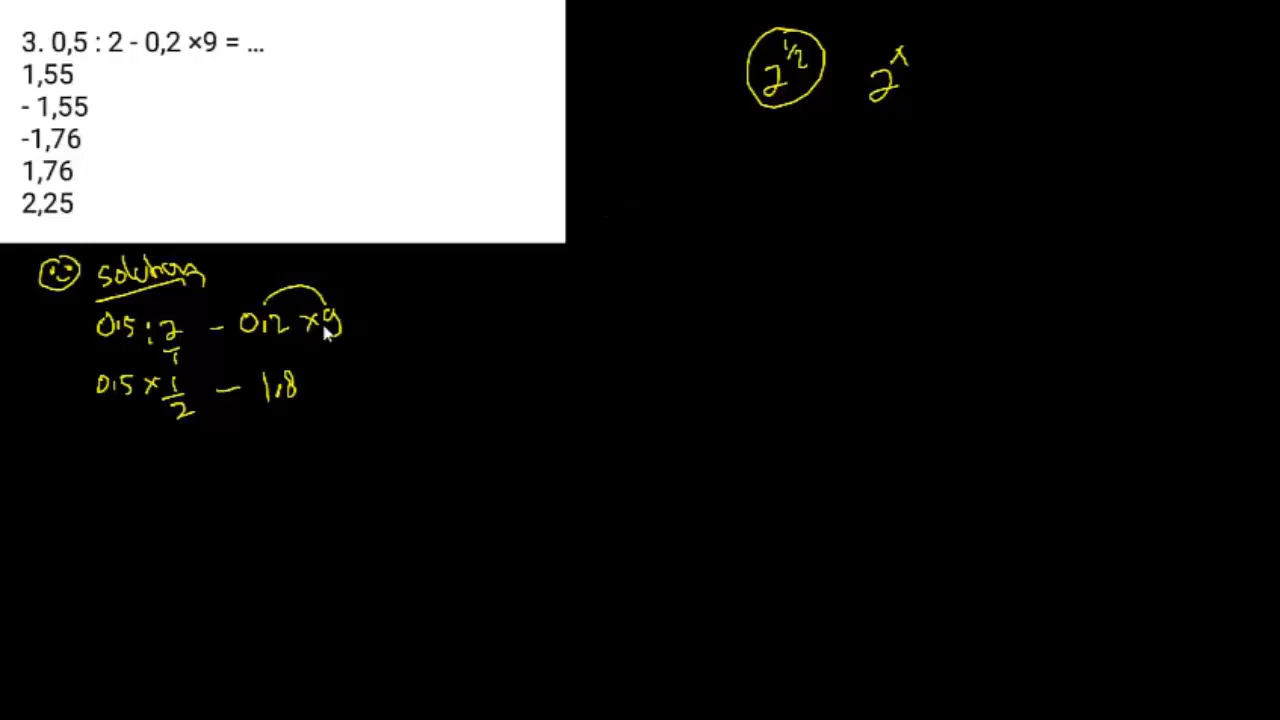 3. 0,5 : 2 - 0,2 ×9 = ...
1,55
- 1,55
-1,76
1,76
2,25
2^{1/2} 2^x
solution
0,5 : 2/1 - 0,2 × 9
0,5 × 1/2 - 1,8